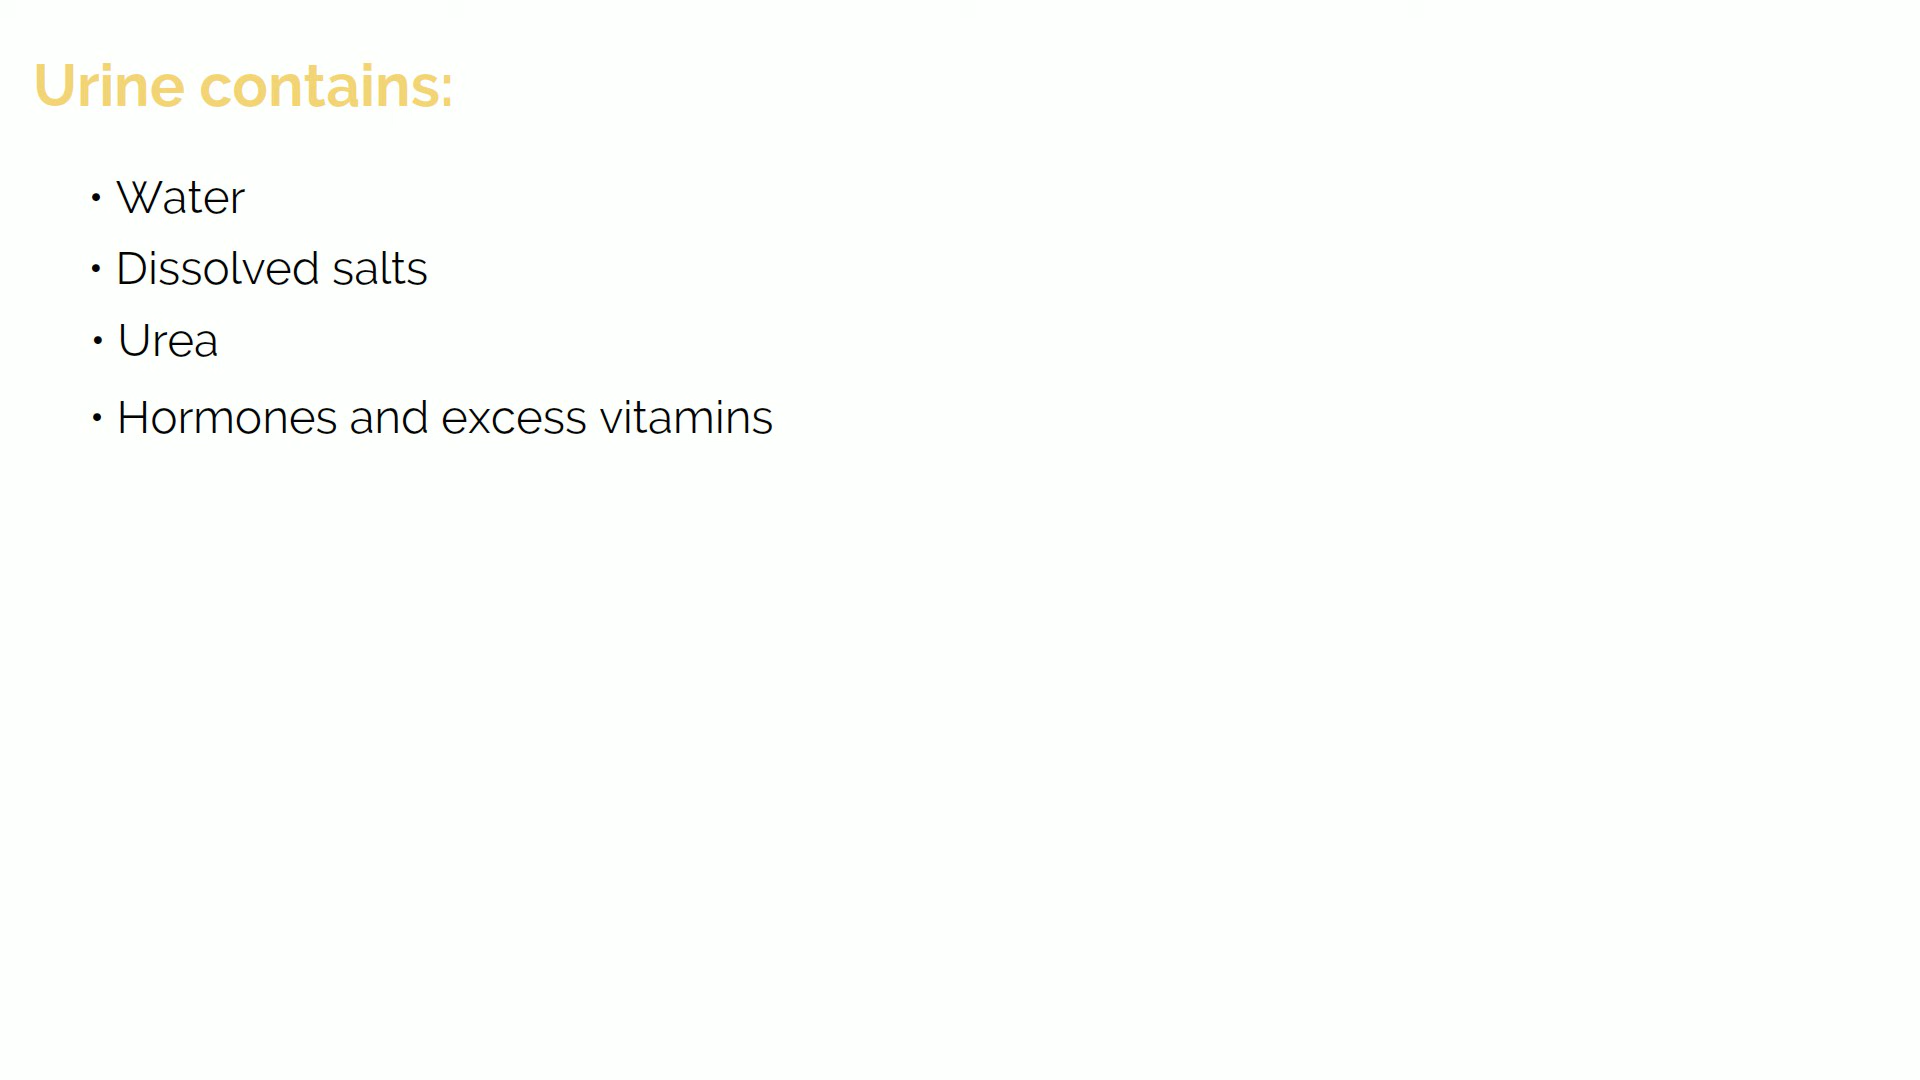 Urine contains:
• Water
• Dissolved salts
• Urea
• Hormones and excess vitamins